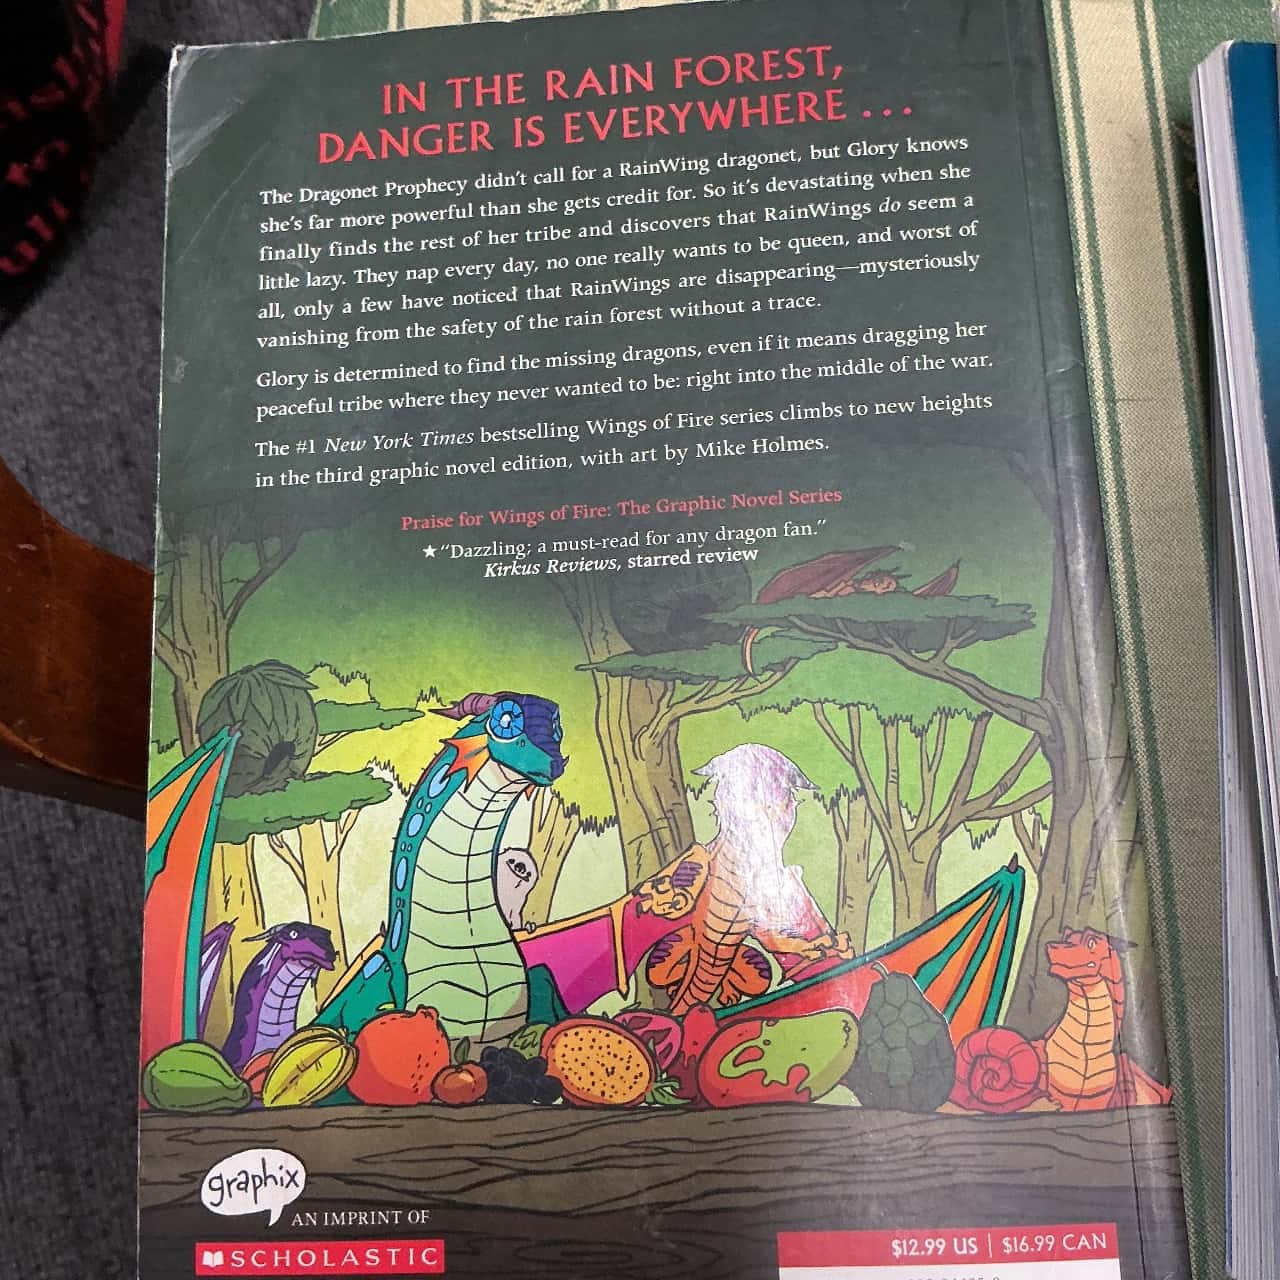 IN THE RAIN FOREST,
DANGER IS EVERYWHERE . . .
The Dragonet Prophecy didn't call for a RainWing dragonet, but Glory knows
she's far more powerful than she gets credit for. So it's devastating when she
finally finds the rest of her tribe and discovers that RainWings do seem a
little lazy. They nap every day, no one really wants to be queen, and worst of
all, only a few have noticed that RainWings are disappearing—mysteriously
vanishing from the safety of the rain forest without a trace.
Glory is determined to find the missing dragons, even if it means dragging her
peaceful tribe where they never wanted to be: right into the middle of the war.
The #1 New York Times bestselling Wings of Fire series climbs to new heights
in the third graphic novel edition, with art by Mike Holmes.
Praise for Wings of Fire: The Graphic Novel Series
★ "Dazzling; a must-read for any dragon fan."
Kirkus Reviews, starred review
graphix
AN IMPRINT OF
SCHOLASTIC
$12.99 US | $16.99 CAN